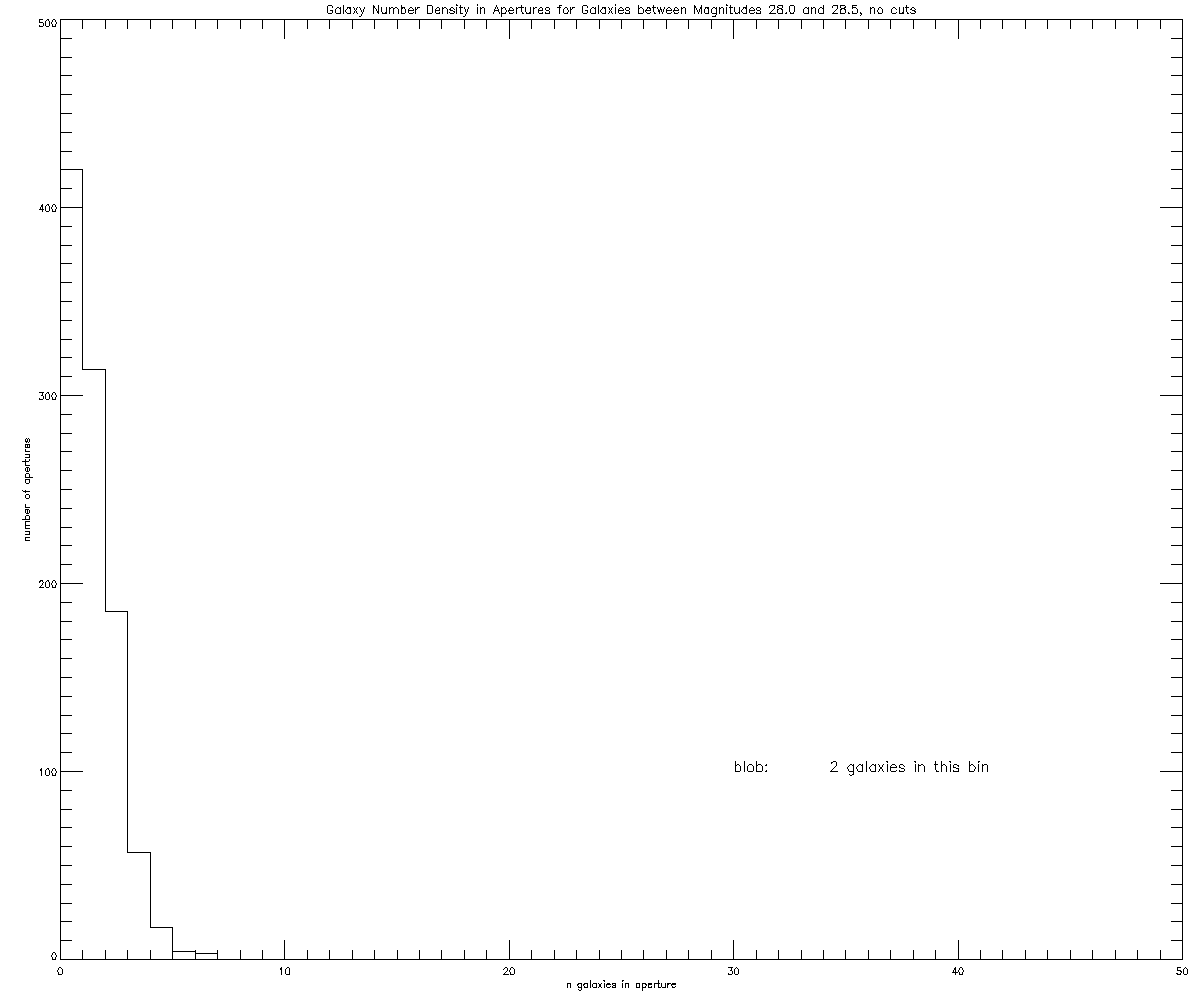 Galaxy Number Density in Apertures for Galaxies between Magnitudes 28.0 and 28.5, no cuts
500
400
300
200
100
0
number of apertures
blob: 2 galaxies in this bin
0 10 20 30 40 50
n galaxies in aperture